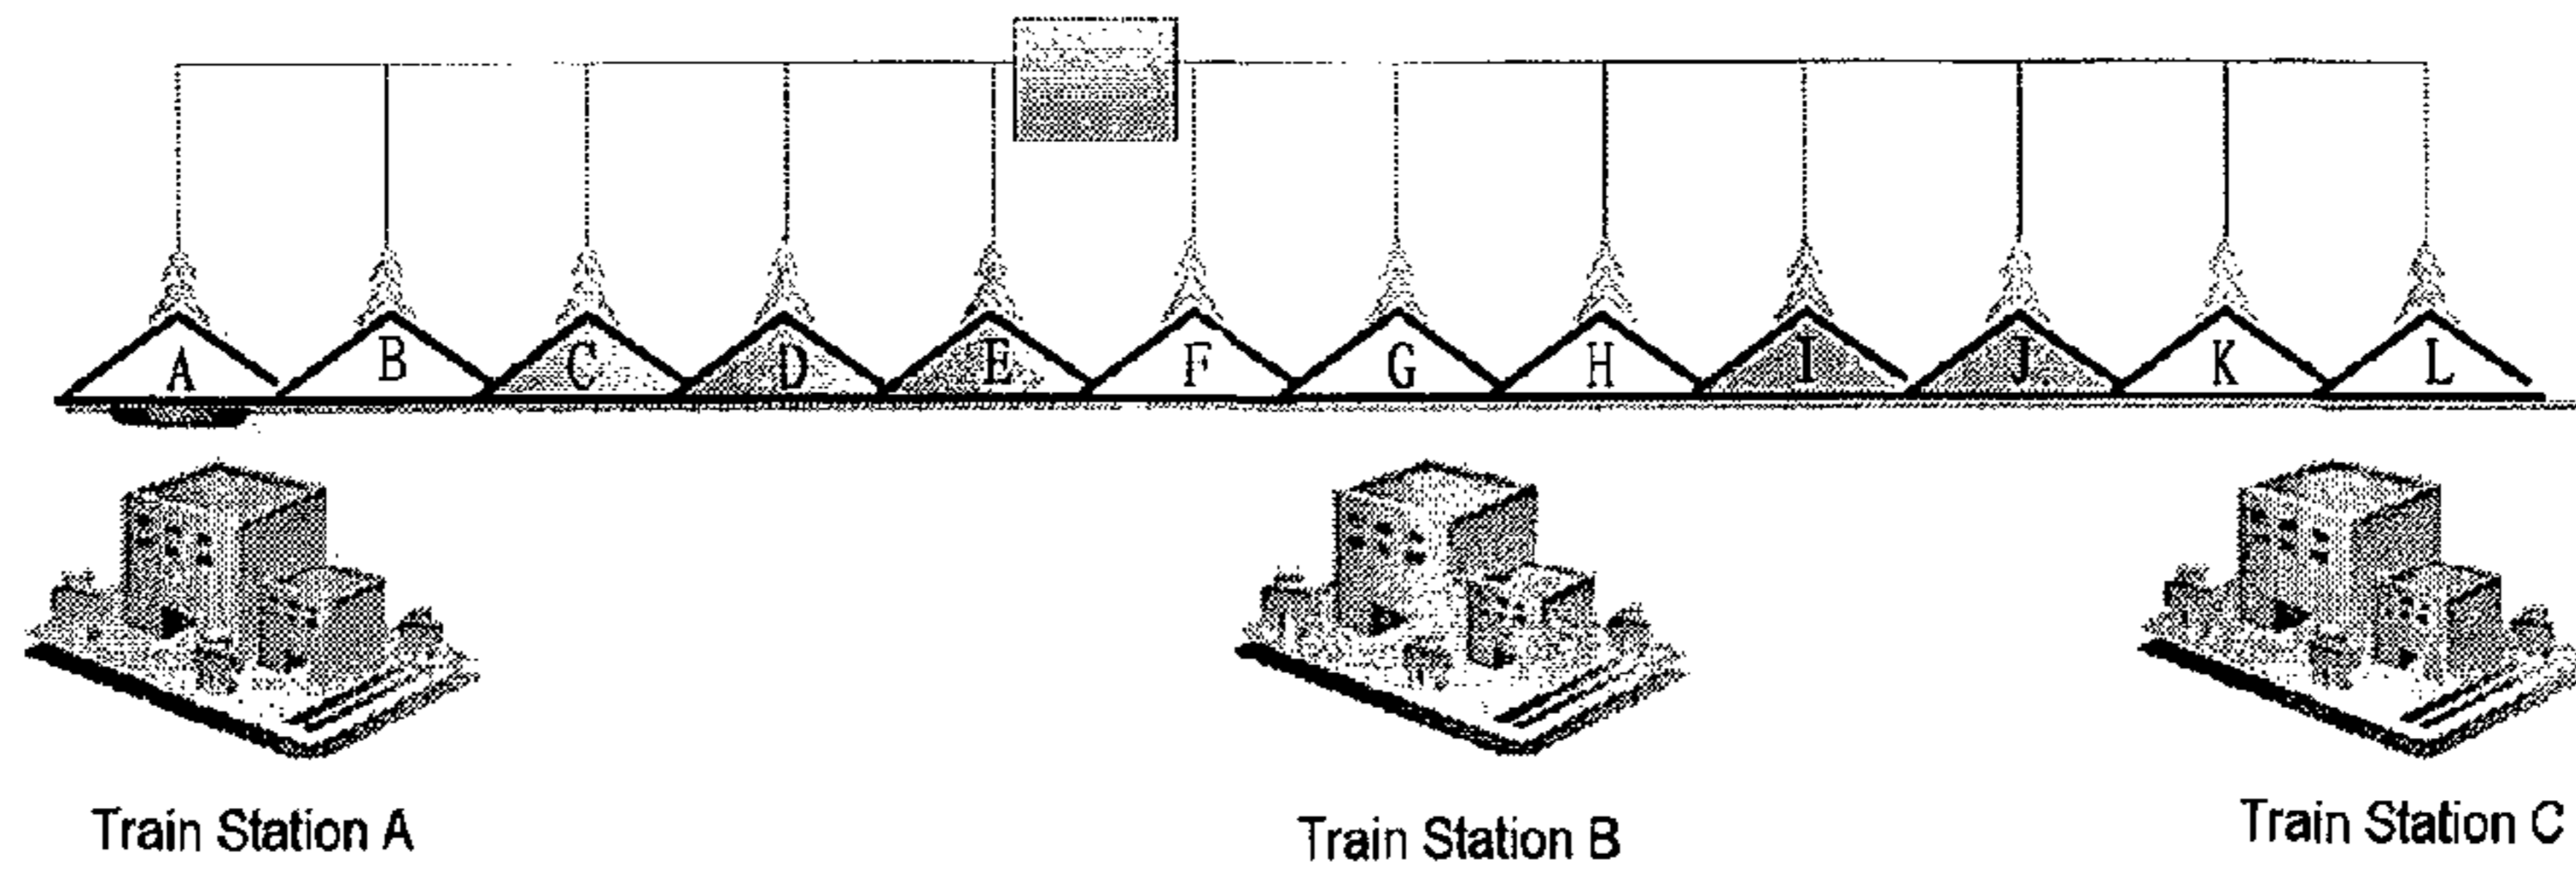 A B C D E F G H I J K L
Train Station A
Train Station B
Train Station C